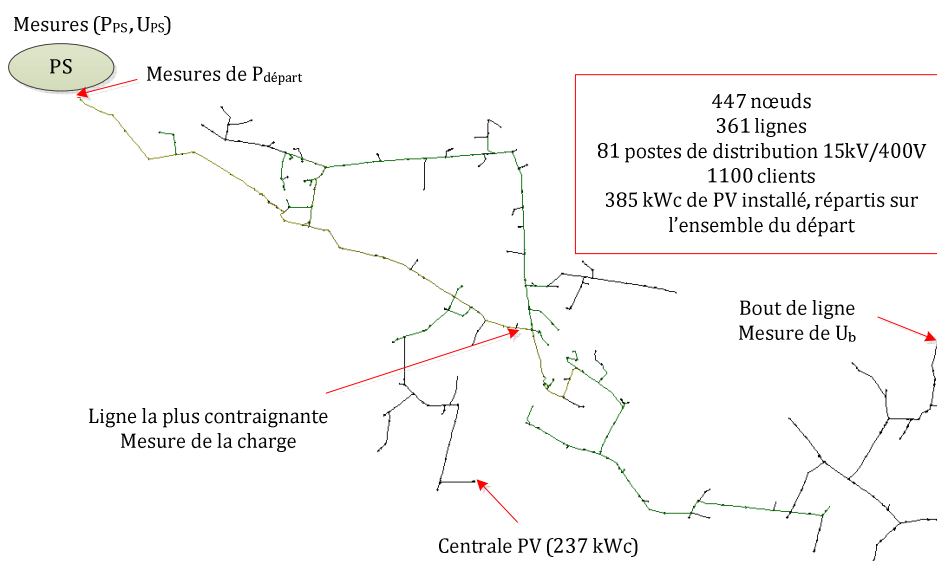 Mesures (PPS, UPS)
PS
Mesures de Pdépart
447 nœuds
361 lignes
81 postes de distribution 15kV/400V
1100 clients
385 kWc de PV installé, répartis sur
l'ensemble du départ
Bout de ligne
Mesure de Ub
Ligne la plus contraignante
Mesure de la charge
Centrale PV (237 kWc)